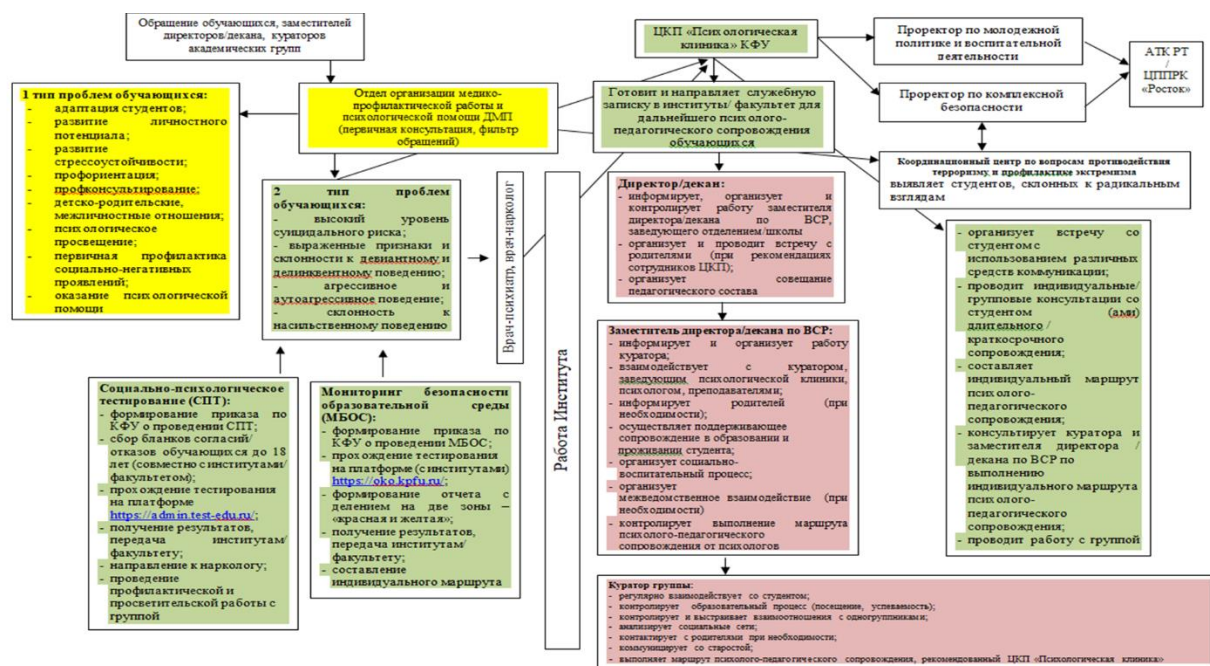 Обращение обучающихся, заместителей
директоров/декана, кураторов
академических групп
ЦКП «Психологическая
клиника» КФУ
Проректор по молодежной
политике и воспитательной
деятельности
АТК РТ
/
ЦППРК
«Росток»
1 тип проблем обучающихся:
- адаптация студентов;
- развитие личностного
потенциала;
- развитие
стрессоустойчивости;
- профориентация;
- профконсультирование;
- детско-родительские,
межличностные отношения;
- психологическое
просвещение;
- первичная профилактика
социально-негативных
проявлений;
- оказание психологической
помощи
Отдел организации медико-
профилактической работы и
психологической помощи ДМП
(первичная консультация, фильтр
обращений)
Готовит и направляет служебную
записку в институты/ факультет для
дальнейшего психолого-
педагогического сопровождения
обучающихся
Проректор по комплексной
безопасности
Координационный центр по вопросам противодействия
терроризму, и профилактике экстремизма
выявляет студентов, склонных к радикальным
взглядам
2 тип проблем
обучающихся:
- высокий уровень
суицидального риска;
- выраженные признаки и
склонности к девиантному и
делинквентному поведению;
- агрессивное и
аутоагрессивное поведение;
- склонность к
насильственному поведению
Врач-психиатр, врач-нарколог
Работа Института
Директор/декан:
- информирует, организует и
контролирует работу заместителя
директора/декана по ВСР,
заведующего отделением/школы
- организует и проводит встречу с
родителями (при рекомендациях
сотрудников ЦКП);
- организует совещание
педагогического состава
- организует встречу со
студентом с
использованием различных
средств коммуникации;
- проводит индивидуальные/
групповые консультации со
студентом (ами)
длительного /
краткосрочного
сопровождения;
- составляет
индивидуальный маршрут
психолого-
педагогического
сопровождения;
- консультирует куратора и
заместителя директора /
декана по ВСР по
выполнению
индивидуального маршрута
психолого-
педагогического
сопровождения;
- проводит работу с группой
Заместитель директора/декана по ВСР:
- информирует и организует работу
куратора;
- взаимодействует с куратором,
заведующим психологической клиники,
психологом, преподавателями;
- информирует родителей (при
необходимости);
- осуществляет поддерживающее
сопровождение в образовании и
проживании студента;
- организует социально-
воспитательный процесс;
- организует
межведомственное взаимодействие (при
необходимости)
- контролирует выполнение маршрута
психолого-педагогического
сопровождения от психологов
Социально-психологическое
тестирование (СПТ):
- формирование приказа по
КФУ о проведении СПТ;
- сбор бланков согласий/
отказов обучающихся до 18
лет (совместно с институтами/
факультетом);
- прохождение тестирования
на платформе
https://admin.test-edu.ru/;
- получение результатов,
передача институтам/
факультету;
- направление к наркологу;
- проведение
профилактической и
просветительской работы с
группой
Мониторинг безопасности
образовательной среды
(МБОС):
- формирование приказа по
КФУ о проведении МБОС;
- прохождение тестирования
на платформе (с институтами)
https://oko.kpfu.ru/;
- формирование отчета с
делением на две зоны –
«красная и желтая»;
- получение результатов,
передача институтам/
факультету;
- составление
индивидуального маршрута
Куратор группы:
- регулярно взаимодействует со студентом;
- контролирует образовательный процесс (посещение, успеваемость);
- контролирует и выстраивает взаимоотношения с одногруппниками;
- анализирует социальные сети;
- контактирует с родителями при необходимости;
- коммуницирует со старостой;
- выполняет маршрут психолого-педагогического сопровождения, рекомендованный ЦКП «Психологическая клиника»